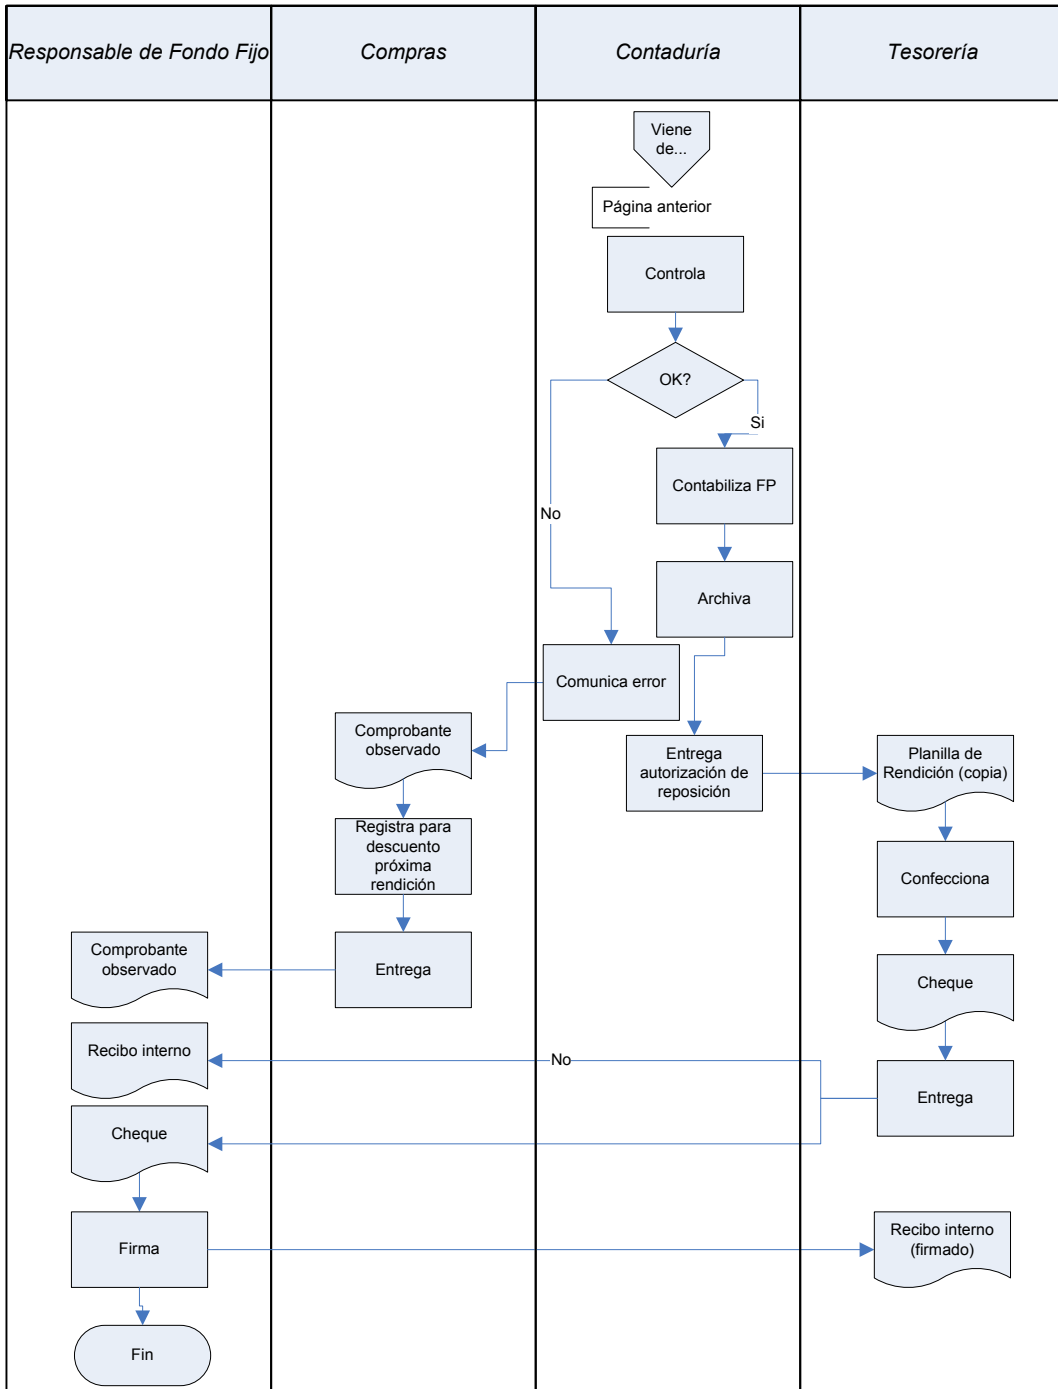 Responsable de Fondo Fijo
Compras
Contaduría
Tesorería
Viene
de...
Página anterior
Controla
OK?
Si
Contabiliza FP
No
Archiva
Comunica error
Comprobante
observado
Entrega
autorización de
reposición
Planilla de
Rendición (copia)
Registra para
descuento
próxima
rendición
Confecciona
Comprobante
observado
Entrega
Cheque
Recibo interno
No
Entrega
Cheque
Firma
Recibo interno
(firmado)
Fin